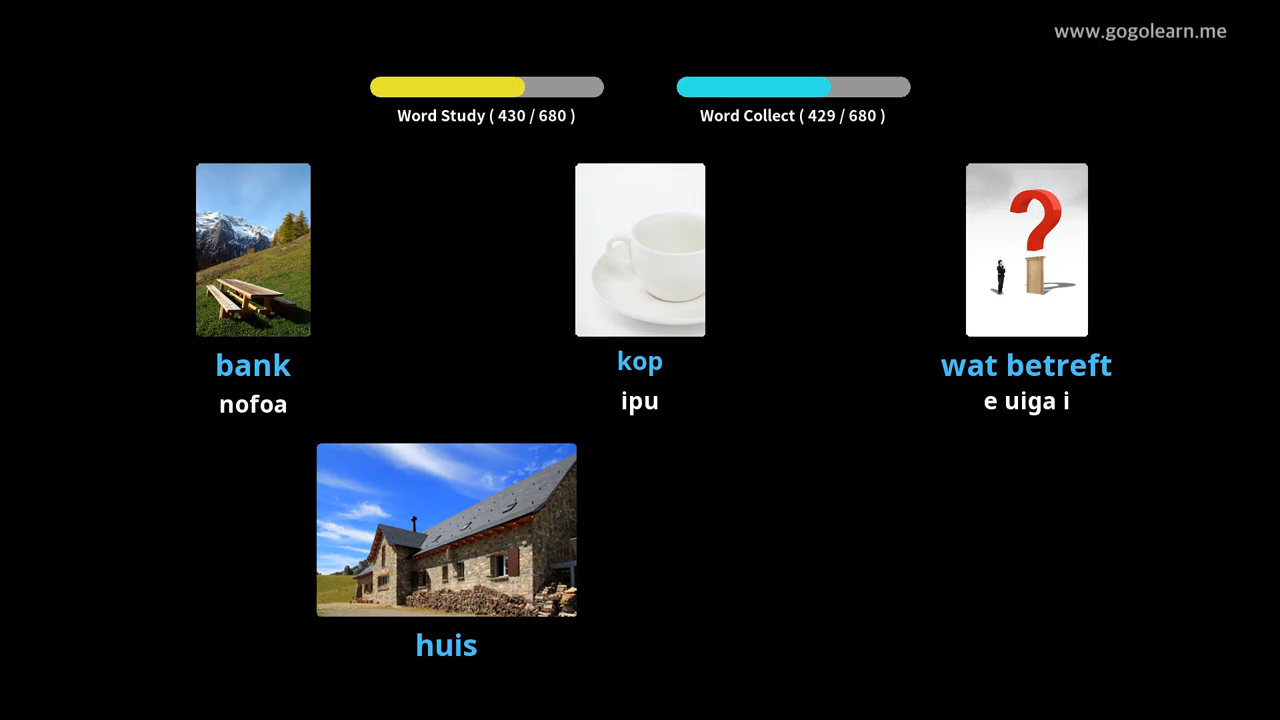 www.gogolearn.me
Word Study ( 430 / 680 )
Word Collect ( 429 / 680 )
bank
nofoa
kop
ipu
wat betreft
e uiga i
huis